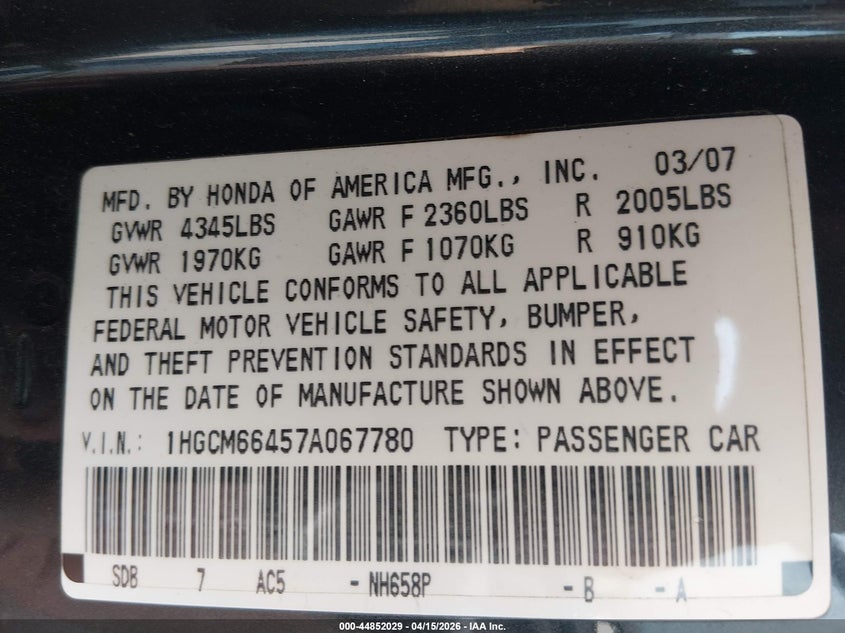 MFD. BY HONDA OF AMERICA MFG., INC. 03/07
GVWR 4345LBS GAWR F 2360LBS R 2005LBS
GVWR 1970KG GAWR F 1070KG R 910KG
THIS VEHICLE CONFORMS TO ALL APPLICABLE
FEDERAL MOTOR VEHICLE SAFETY, BUMPER,
AND THEFT PREVENTION STANDARDS IN EFFECT
ON THE DATE OF MANUFACTURE SHOWN ABOVE.
V.I.N.: 1HGCM66457A067780 TYPE: PASSENGER CAR
SDB 7 AC5 - NH658P - B - A
000-44852029 - 04/15/2026 - IAA Inc.